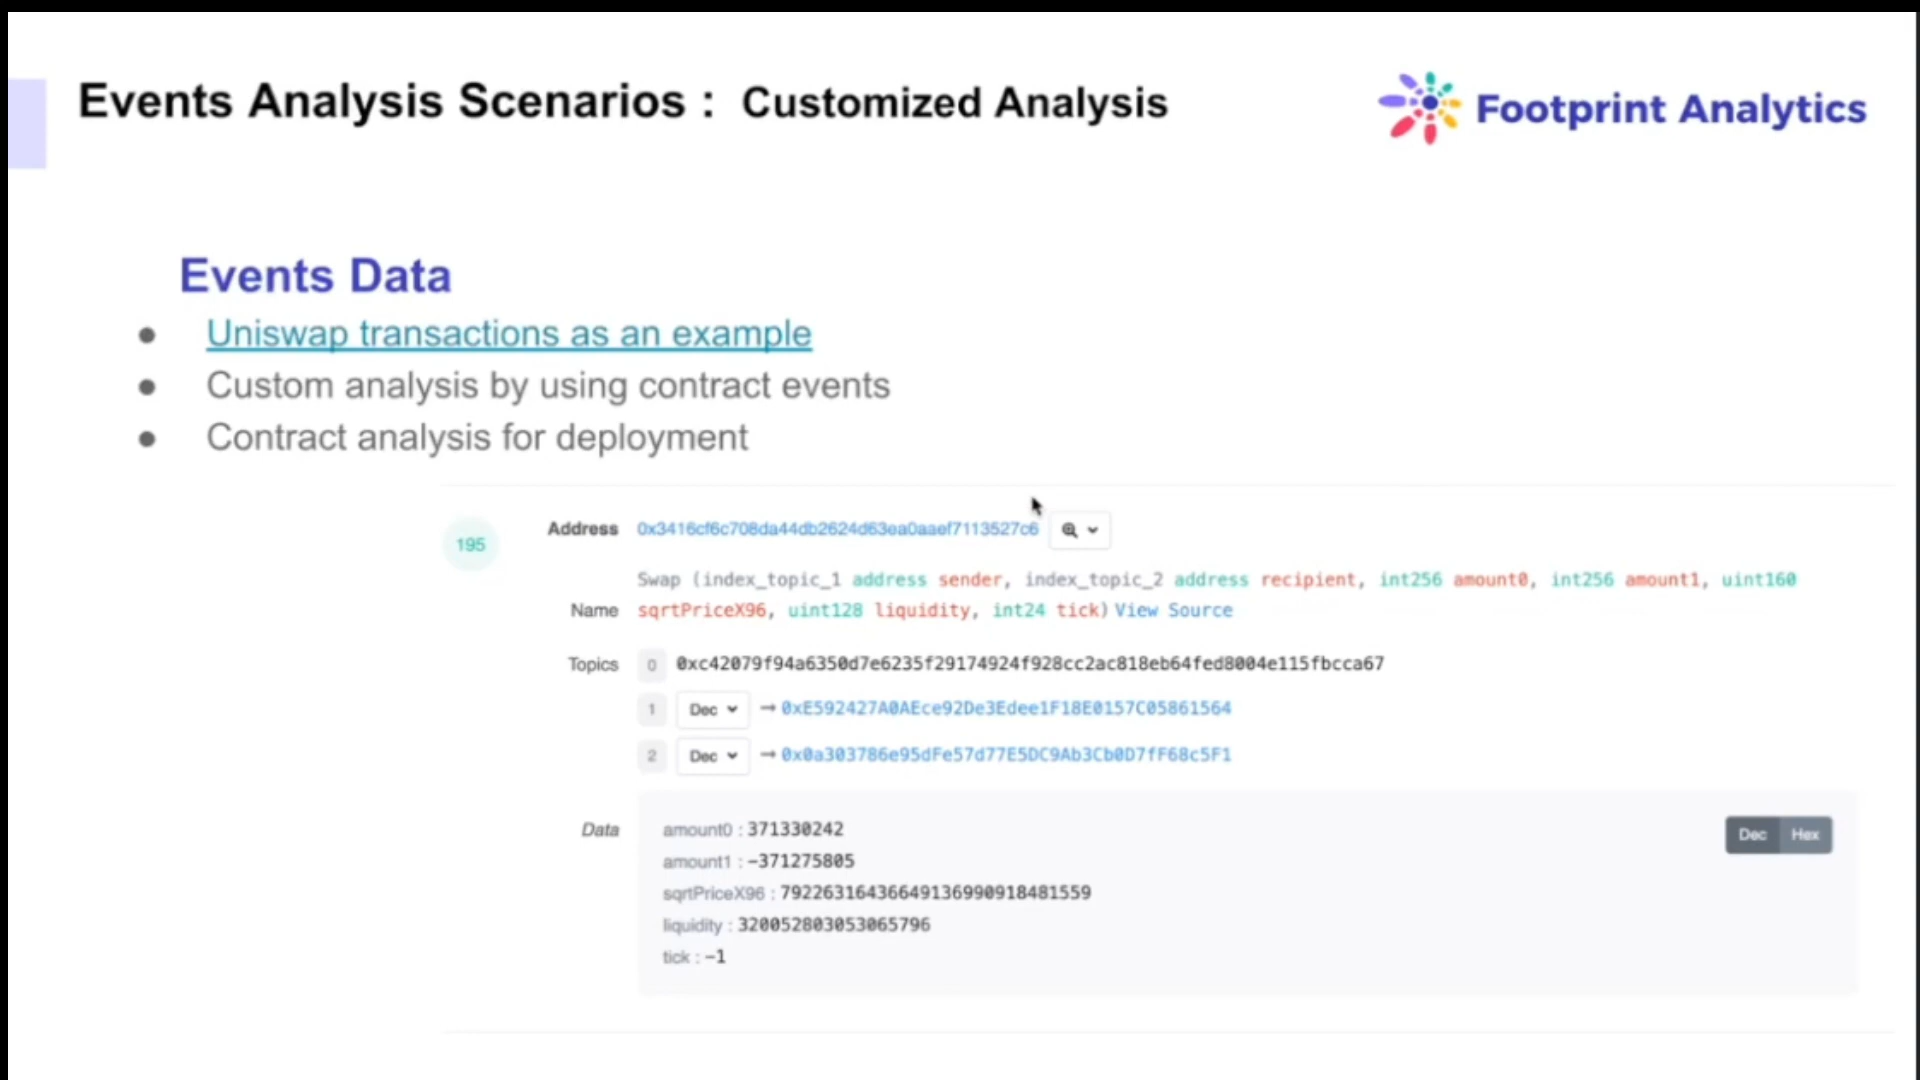 Events Analysis Scenarios : Customized Analysis
Footprint Analytics
Events Data
Uniswap transactions as an example
Custom analysis by using contract events
Contract analysis for deployment
195
Address 0x3416cf6c708da44db2624d63ea0aaef7113527c6
Swap (index_topic_1 address sender, index_topic_2 address recipient, int256 amount0, int256 amount1, uint160
Name sqrtPriceX96, uint128 liquidity, int24 tick) View Source
Topics 0 0xc42079f94a6350d7e6235f29174924f928cc2ac818eb64fed8004e115fbcca67
1 Dec → 0xE592427A0AEce92De3Edee1F18E0157C05861564
2 Dec → 0x0a303786e95dFe57d77E5DC9Ab3Cb0D7fF68c5F1
Data amount0 : 371330242
Dec Hex
amount1 : -371275805
sqrtPriceX96 : 79226316436649136990918481559
liquidity : 320052803053065796
tick : -1